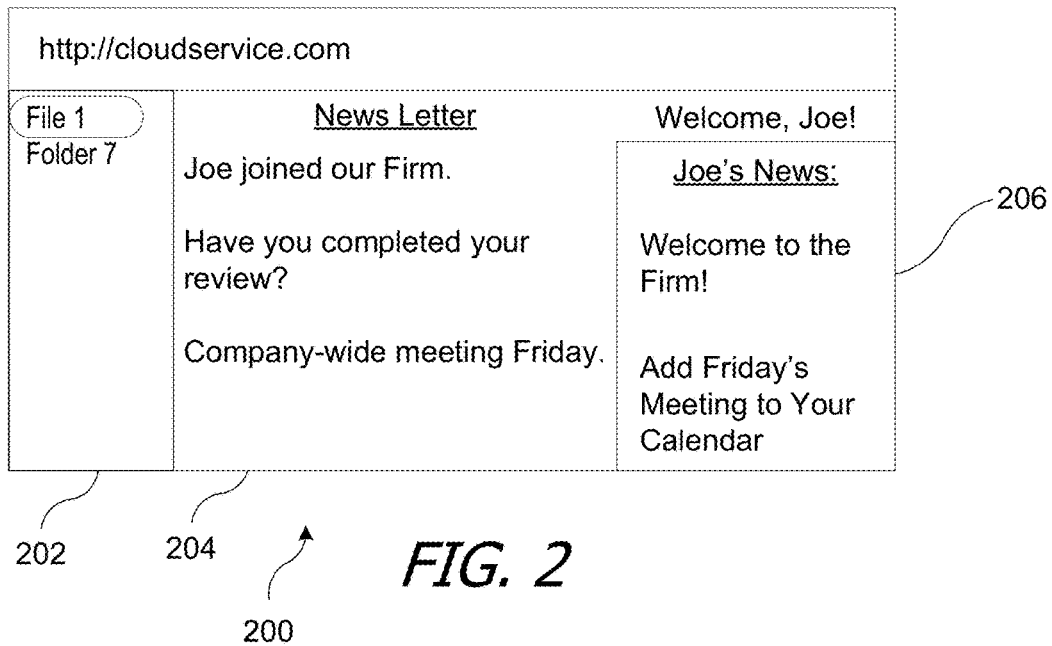 http://cloudservice.com
File 1
Folder 7
News Letter
Joe joined our Firm.
Have you completed your
review?
Company-wide meeting Friday.
Welcome, Joe!
Joe's News:
Welcome to the
Firm!
Add Friday's
Meeting to Your
Calendar
206
202
204
200
FIG. 2